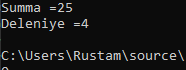 Summa =25
Deleniye =4
C:\Users\Rustam\source\